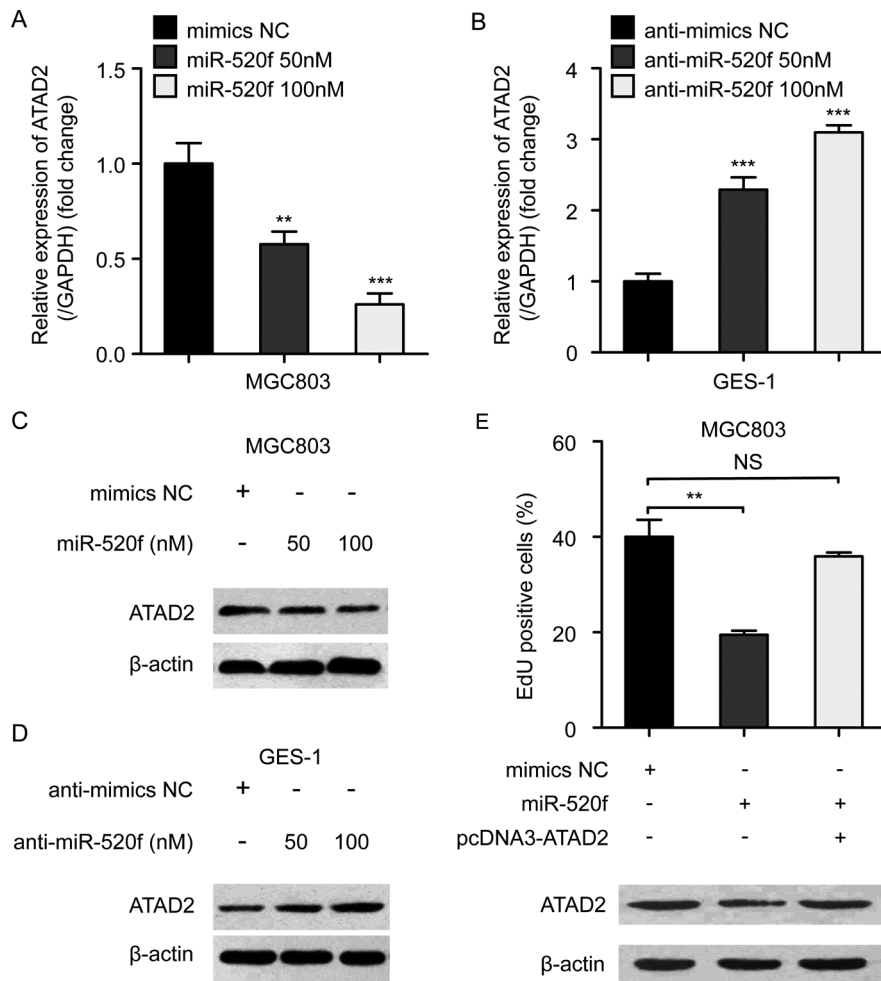 A
mimics NC
miR-520f 50nM
miR-520f 100nM
Relative expression of ATAD2
(/GAPDH) (fold change)
1.5
1.0
0.5
0.0
**
***
MGC803
B
anti-mimics NC
anti-miR-520f 50nM
anti-miR-520f 100nM
Relative expression of ATAD2
(/GAPDH) (fold change)
4
3
2
1
0
***
***
GES-1
C
MGC803
mimics NC + - -
miR-520f (nM) - 50 100
ATAD2
β-actin
D
GES-1
anti-mimics NC + - -
anti-miR-520f (nM) - 50 100
ATAD2
β-actin
E
MGC803
EdU positive cells (%)
60
40
20
0
NS
**
mimics NC + - -
miR-520f - + +
pcDNA3-ATAD2 - - +
ATAD2
β-actin